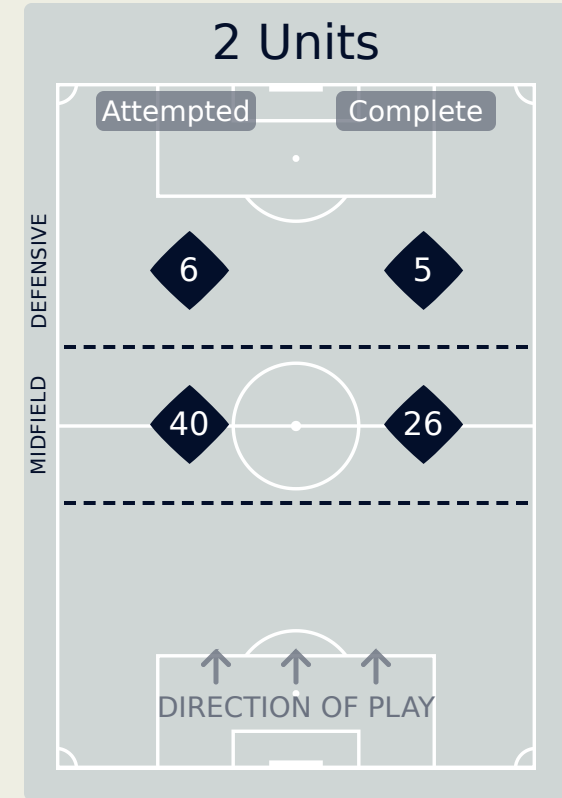 2 Units
Attempted Complete
DEFENSIVE
6 5
MIDFIELD
40 26
DIRECTION OF PLAY